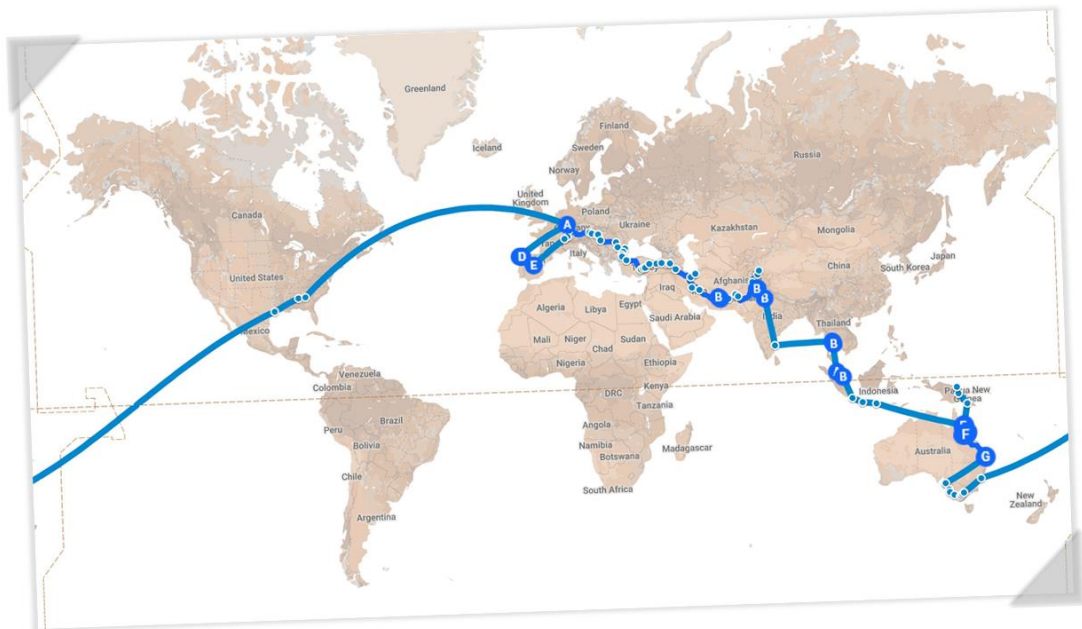 Greenland
Iceland
Finland
Sweden
Norway
Russia
United
Kingdom
Canada
Poland
Ukraine
Kazakhstan
Mongolia
A
D
E
Italy
United States
Afghanis
China
South Korea
Japan
B
B
B
Iraq
Algeria
Libya
Egypt
Saudi Arabia
India
Mexico
Mali
Niger
Chad
Sudan
Thailand
B
Nigeria
Ethiopia
Venezuela
Colombia
DRC
Kenya
Tanzania
B
Indonesia
Papua New
Guinea
Peru
Brazil
Bolivia
Angola
Namibia
Botswana
Madagascar
F
Australia
G
Chile
South Africa
New
Zealand
Argentina